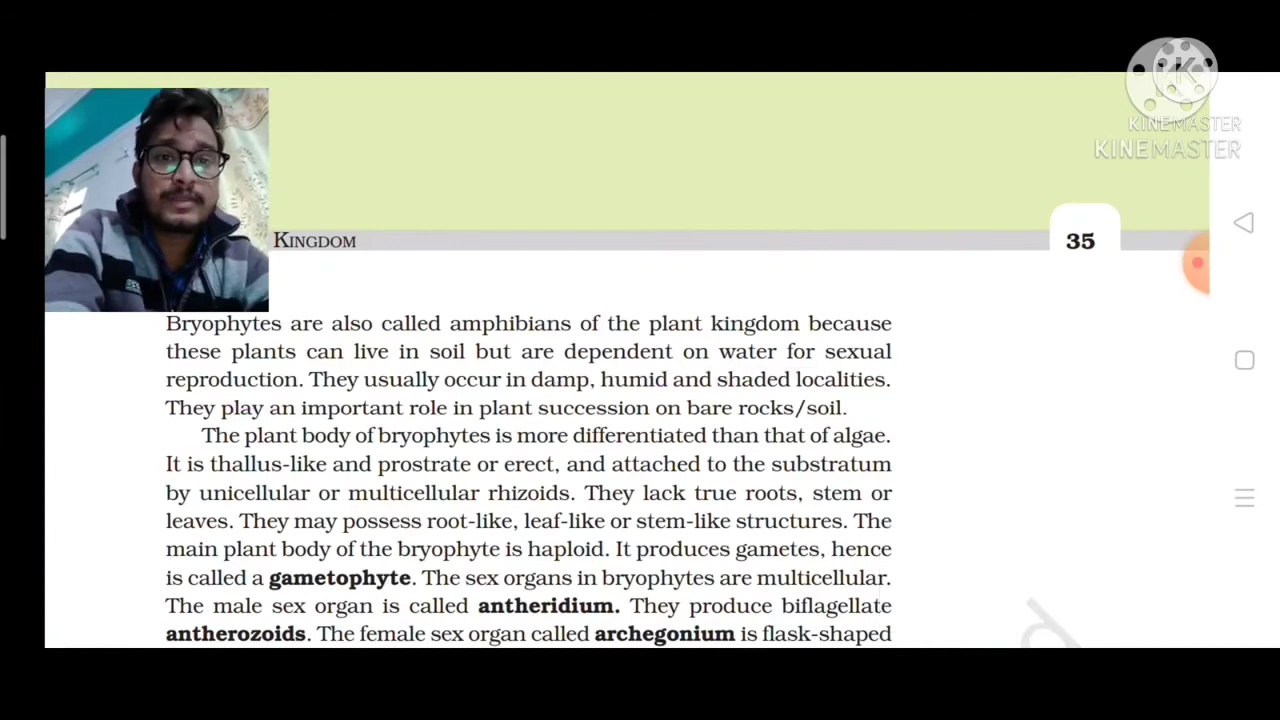 KINEMASTER
KINEMASTER
KINGDOM
35
Bryophytes are also called amphibians of the plant kingdom because
these plants can live in soil but are dependent on water for sexual
reproduction. They usually occur in damp, humid and shaded localities.
They play an important role in plant succession on bare rocks/soil.
The plant body of bryophytes is more differentiated than that of algae.
It is thallus-like and prostrate or erect, and attached to the substratum
by unicellular or multicellular rhizoids. They lack true roots, stem or
leaves. They may possess root-like, leaf-like or stem-like structures. The
main plant body of the bryophyte is haploid. It produces gametes, hence
is called a gametophyte. The sex organs in bryophytes are multicellular.
The male sex organ is called antheridium. They produce biflagellate
antherozoids. The female sex organ called archegonium is flask-shaped